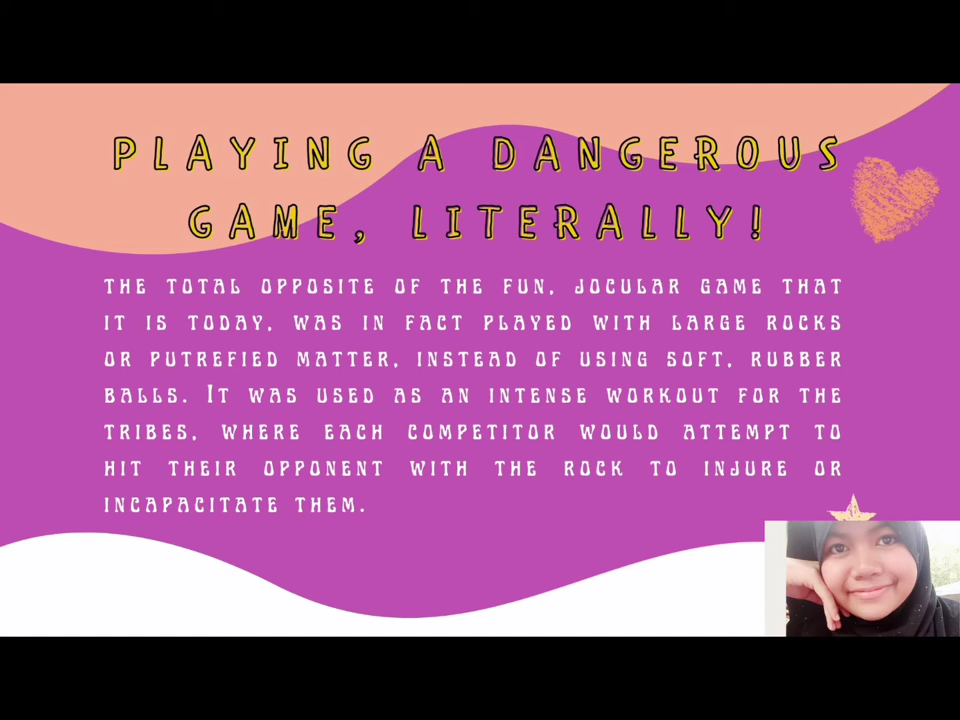 PLAYING A DANGEROUS
GAME, LITERALLY!
THE TOTAL OPPOSITE OF THE FUN, JOCULAR GAME THAT
IT IS TODAY, WAS IN FACT PLAYED WITH LARGE ROCKS
OR PUTREFIED MATTER, INSTEAD OF USING SOFT, RUBBER
BALLS. IT WAS USED AS AN INTENSE WORKOUT FOR THE
TRIBES, WHERE EACH COMPETITOR WOULD ATTEMPT TO
HIT THEIR OPPONENT WITH THE ROCK TO INJURE OR
INCAPACITATE THEM.